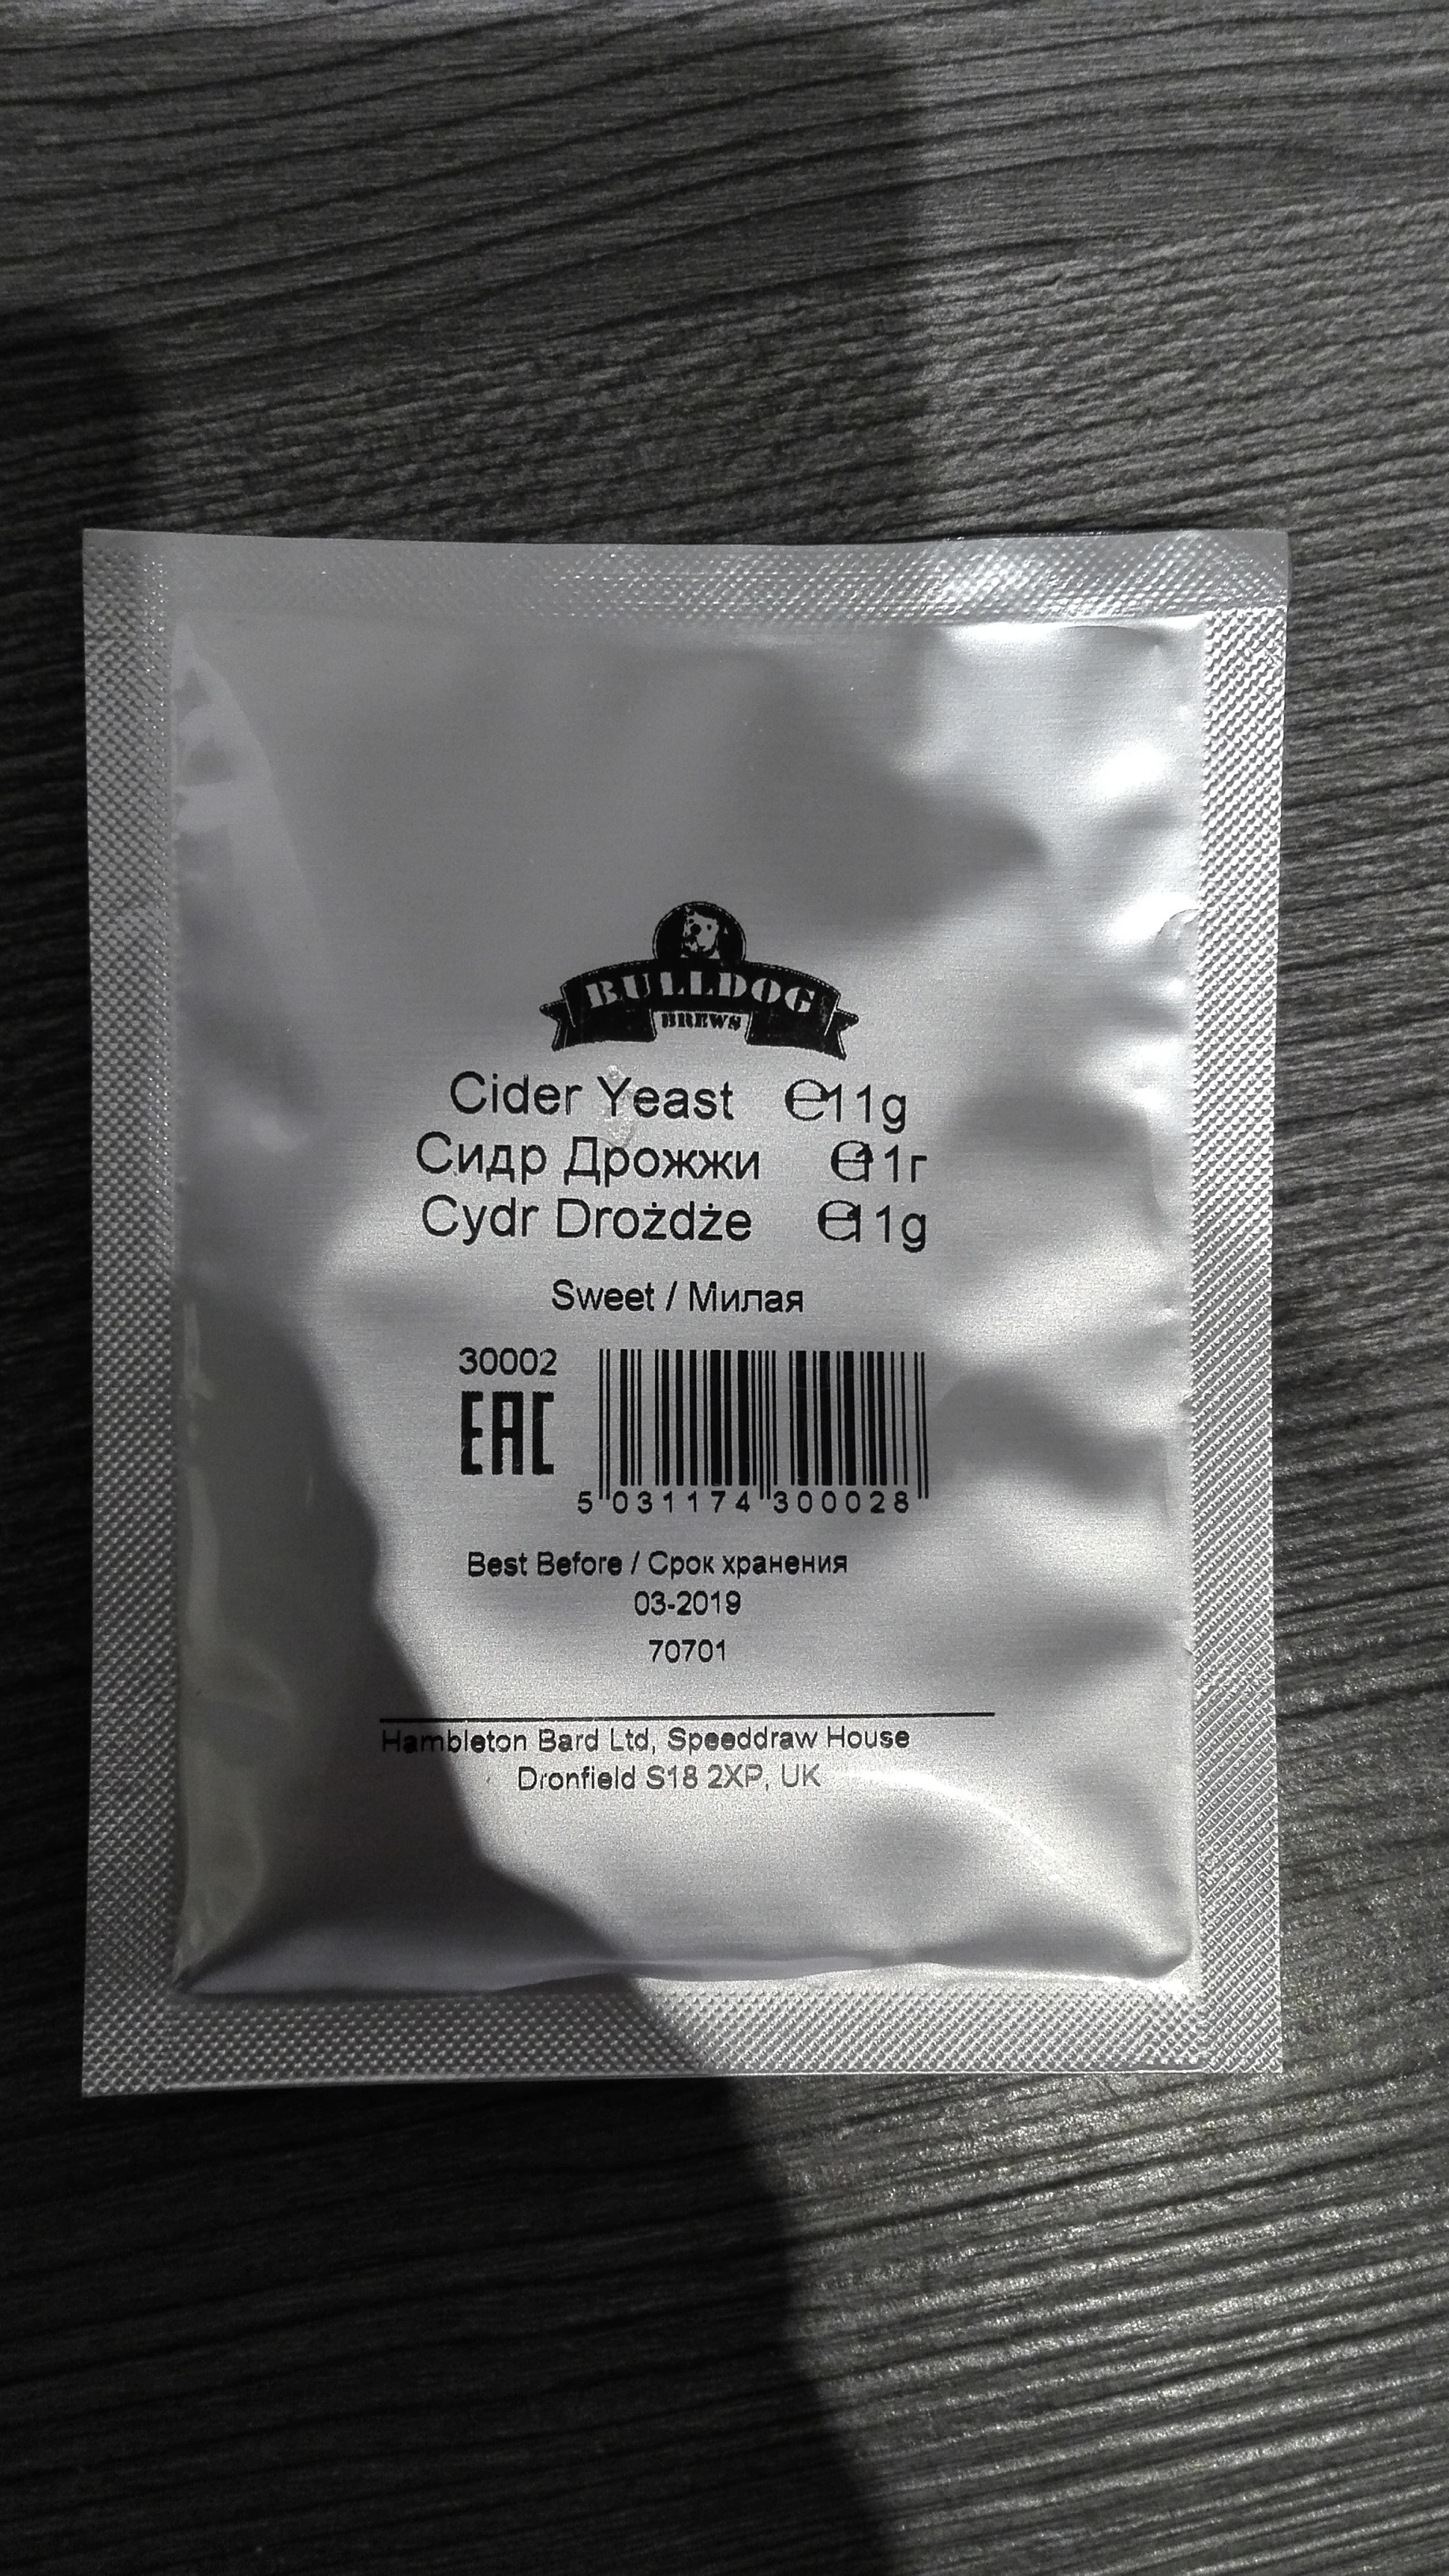 BULLDOG
BREWS
Cider Yeast ℮11g
Сидр Дрожжи ℮11г
Cydr Drożdże ℮11g
Sweet / Милая
30002
EAC
5 031174 300028
Best Before / Срок хранения
03-2019
70701
Hambleton Bard Ltd, Speeddraw House
Dronfield S18 2XP, UK